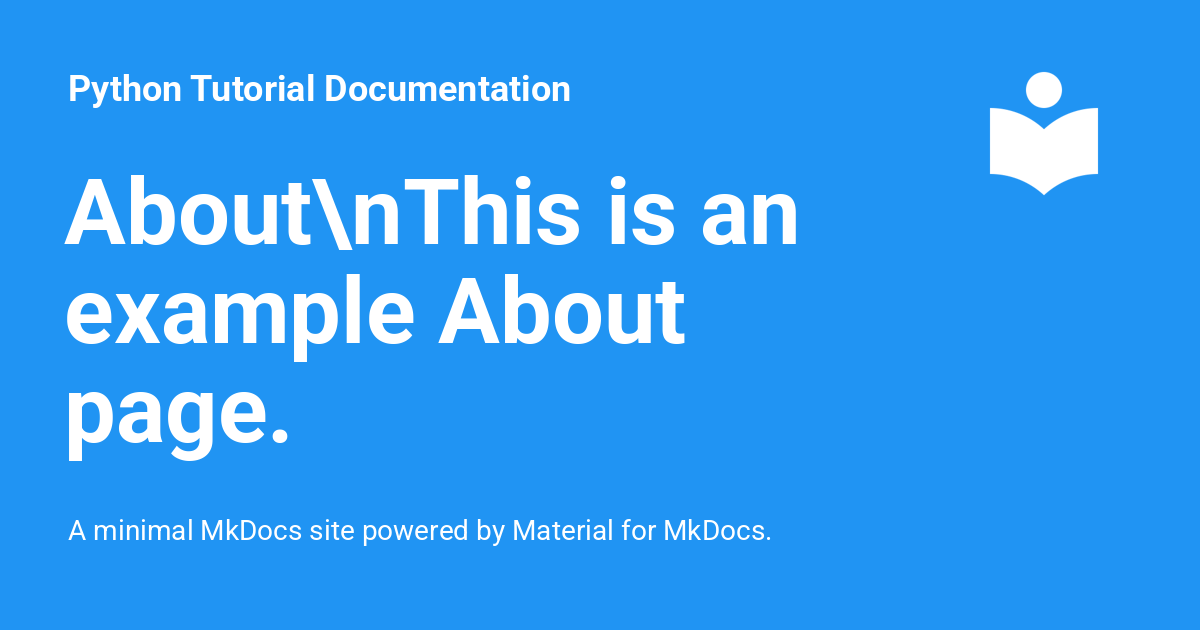 Python Tutorial Documentation
About\nThis is an
example About
page.
A minimal MkDocs site powered by Material for MkDocs.